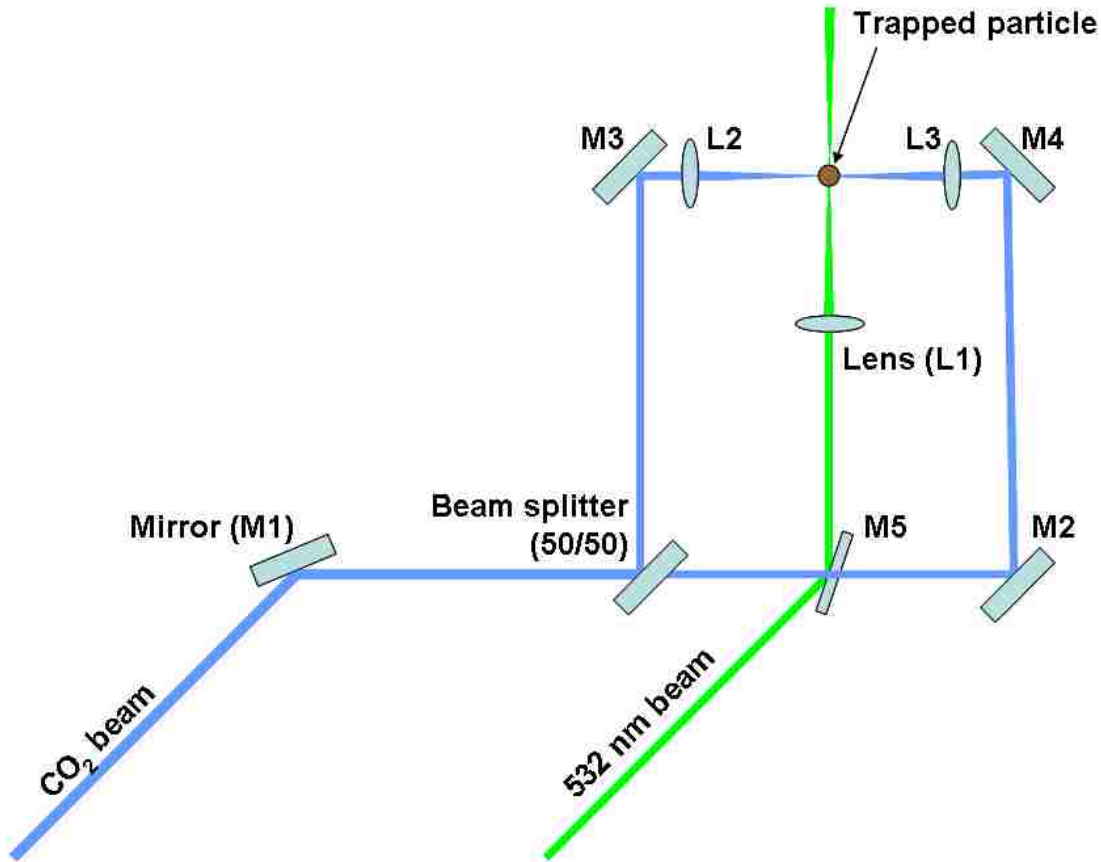 Trapped particle
M3
L2
L3
M4
Lens (L1)
Beam splitter
(50/50)
Mirror (M1)
M5
M2
CO₂ beam
532 nm beam